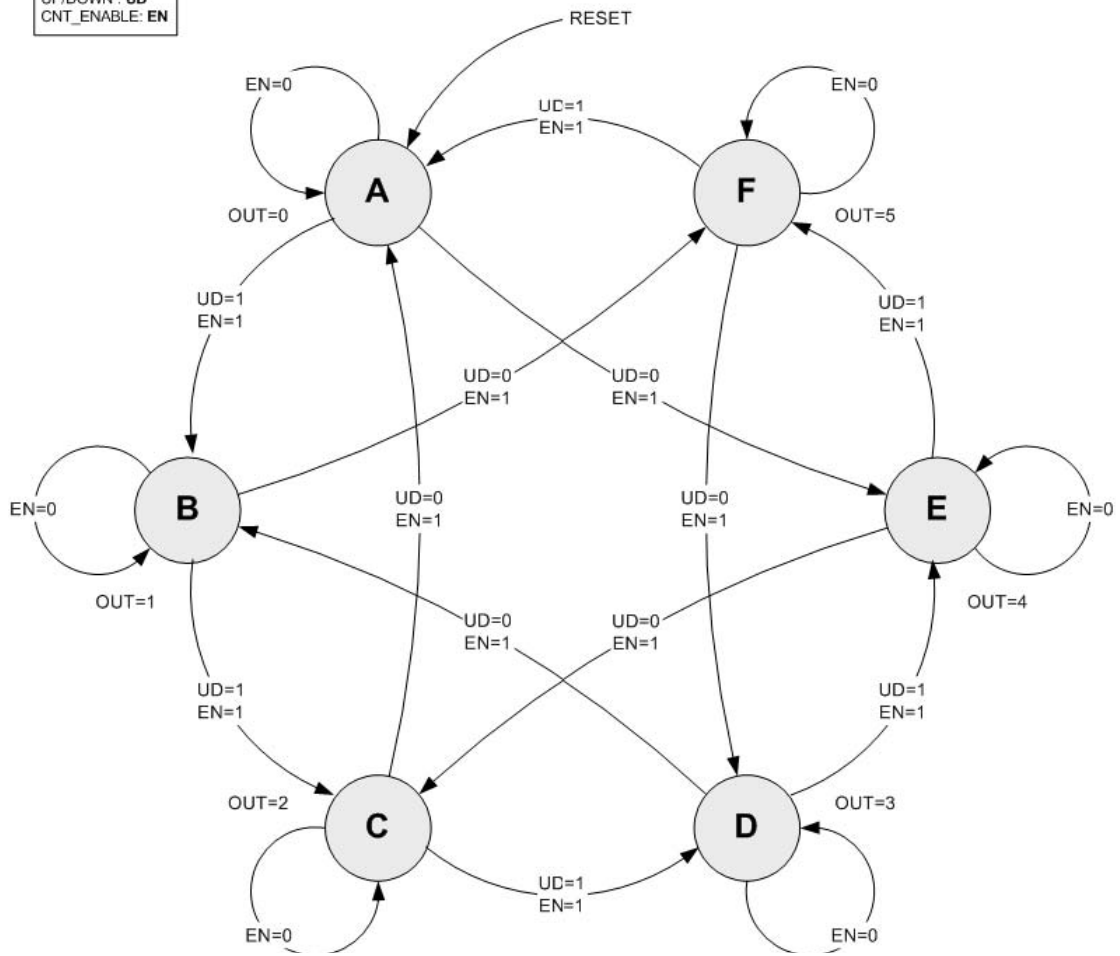 CNT_ENABLE: EN
RESET
EN=0
EN=0
UD=1
EN=1
A
F
OUT=0
OUT=5
UD=1
EN=1
UD=1
EN=1
UD=0
EN=1
UD=0
EN=1
B
E
EN=0
EN=0
UD=0
EN=1
UD=0
EN=1
OUT=1
OUT=4
UD=0
EN=1
UD=0
EN=1
UD=1
EN=1
UD=1
EN=1
OUT=2
OUT=3
C
D
UD=1
EN=1
EN=0
EN=0